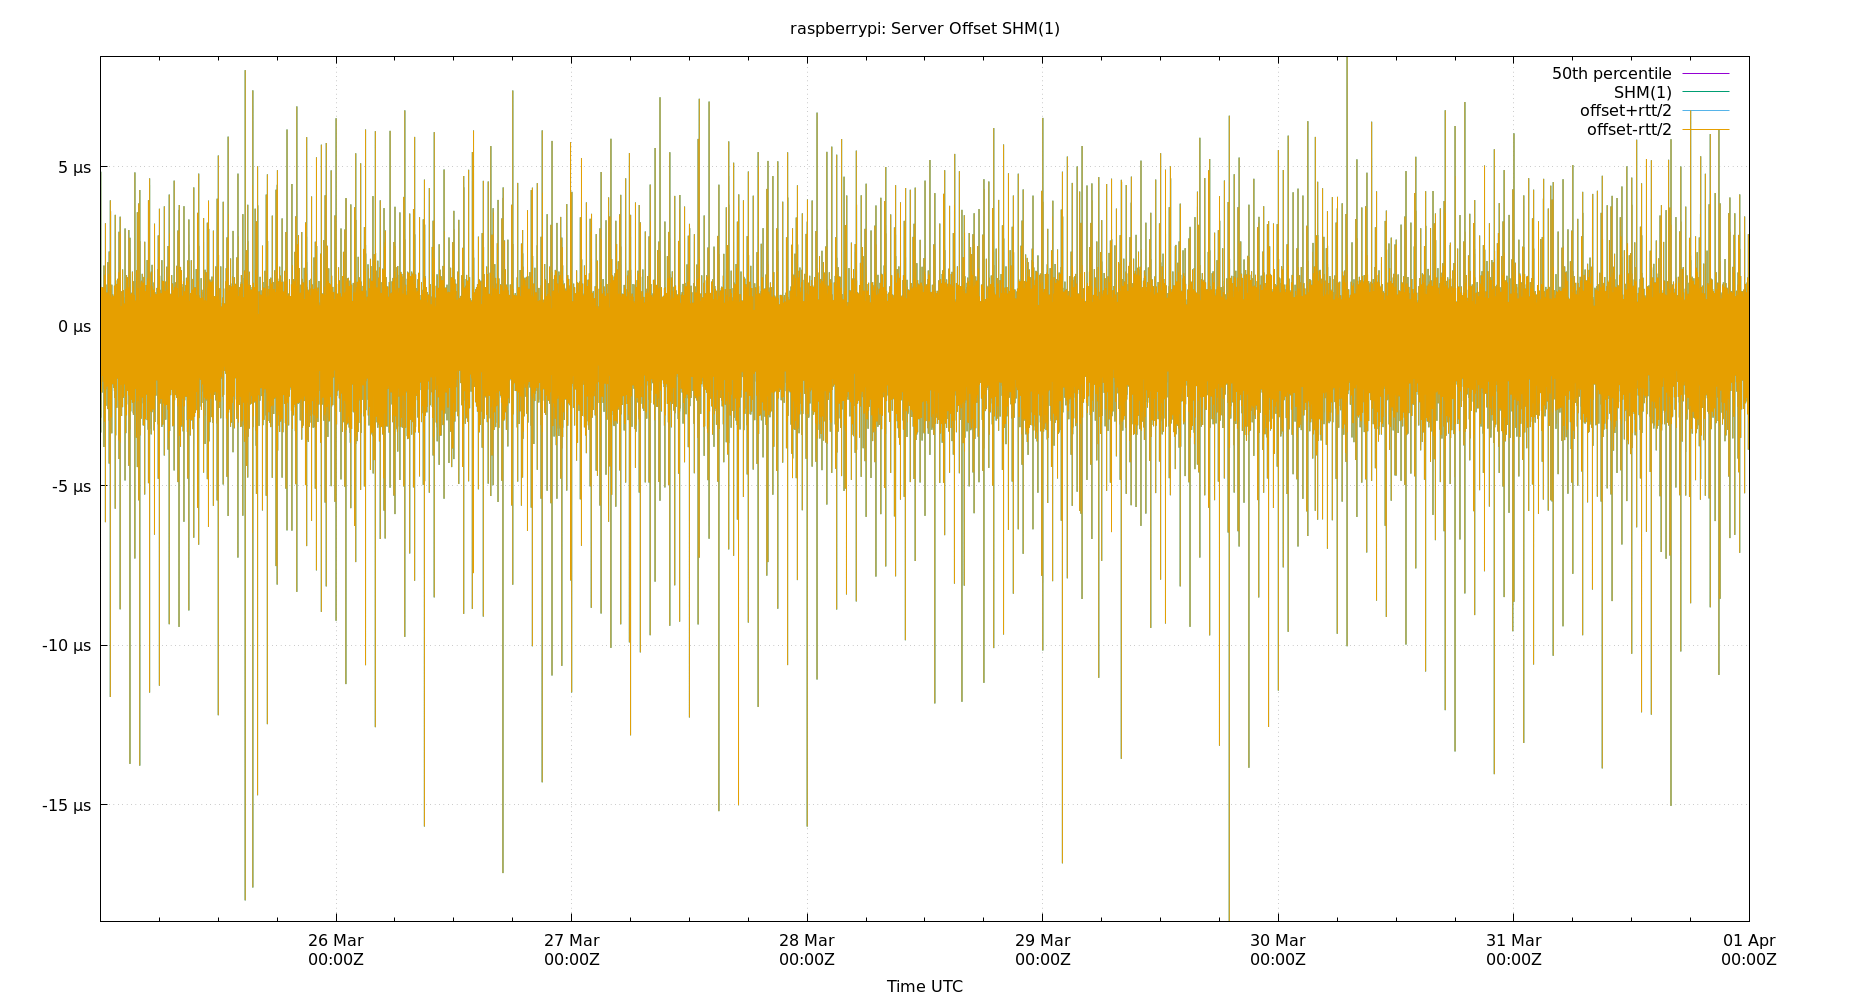 raspberrypi: Server Offset SHM(1)
50th percentile
SHM(1)
offset+rtt/2
offset-rtt/2
5 µs
0 µs
-5 µs
-10 µs
-15 µs
26 Mar 27 Mar 28 Mar 29 Mar 30 Mar 31 Mar 01 Apr
00:00Z 00:00Z 00:00Z 00:00Z 00:00Z 00:00Z 00:00Z
Time UTC